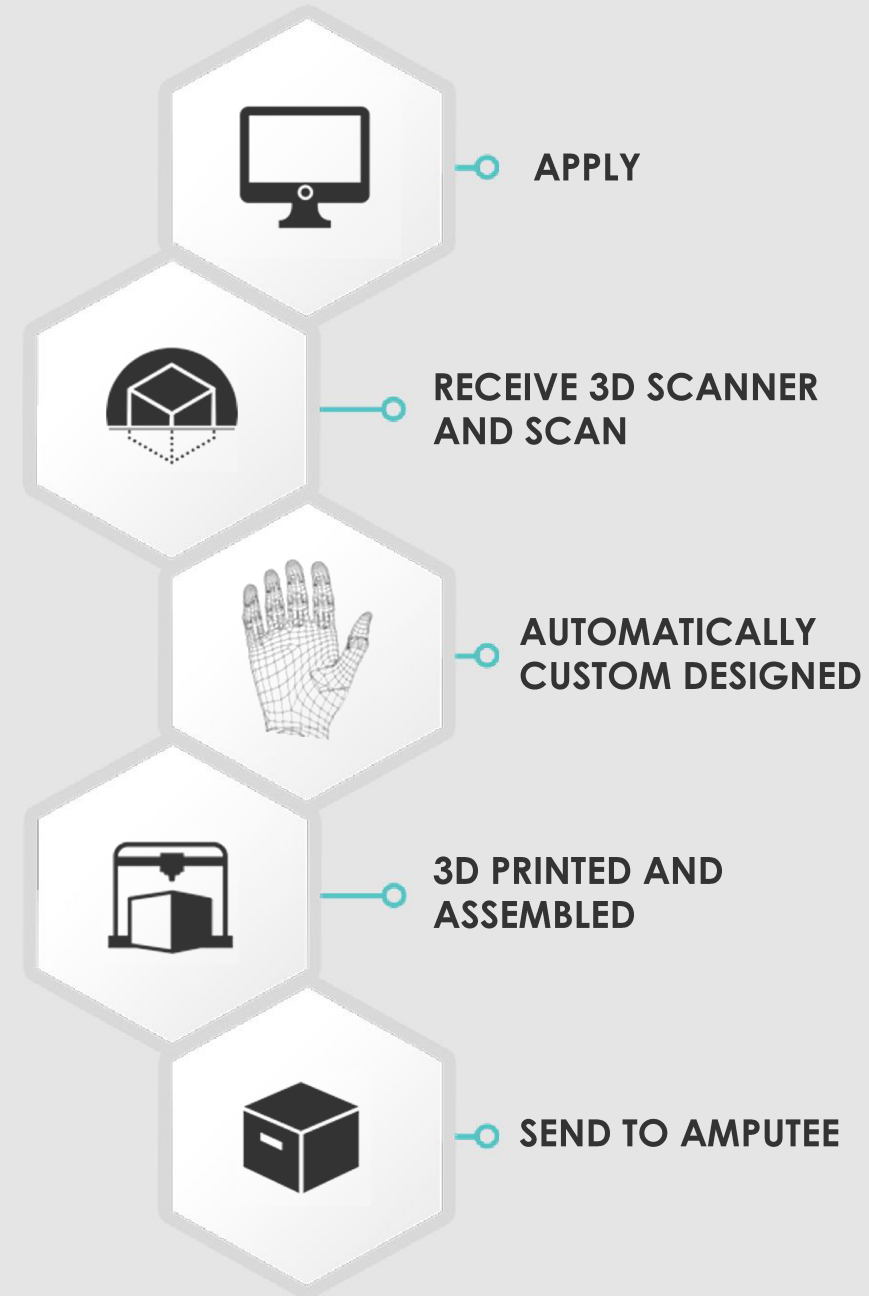 APPLY
RECEIVE 3D SCANNER
AND SCAN
AUTOMATICALLY
CUSTOM DESIGNED
3D PRINTED AND
ASSEMBLED
SEND TO AMPUTEE